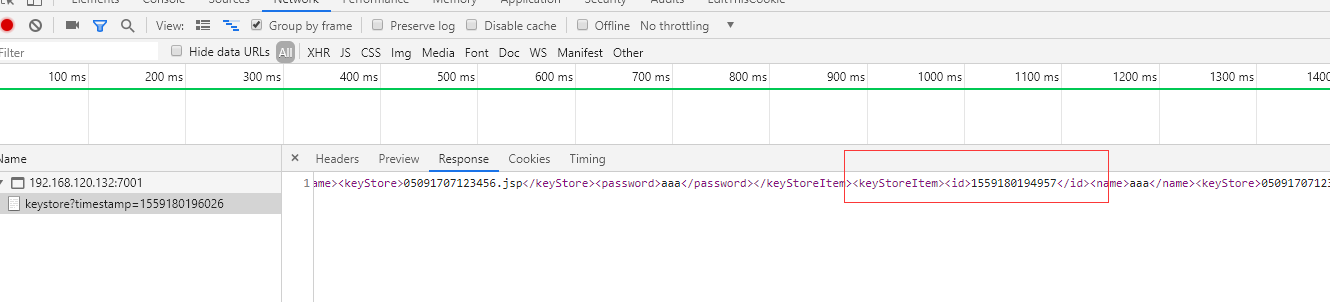 Elements Console Sources Network Performance Memory Application Security Audits EditThisCookie
View: Group by frame Preserve log Disable cache Offline No throttling
Filter Hide data URLs All XHR JS CSS Img Media Font Doc WS Manifest Other
100 ms 200 ms 300 ms 400 ms 500 ms 600 ms 700 ms 800 ms 900 ms 1000 ms 1100 ms 1200 ms 1300 ms 1400
Name × Headers Preview Response Cookies Timing
192.168.120.132:7001 1 ame><keyStore>05091707123456.jsp</keyStore><password>aaa</password></keyStoreItem><keyStoreItem><id>1559180194957</id><name>aaa</name><keyStore>05091707123
keystore?timestamp=1559180196026